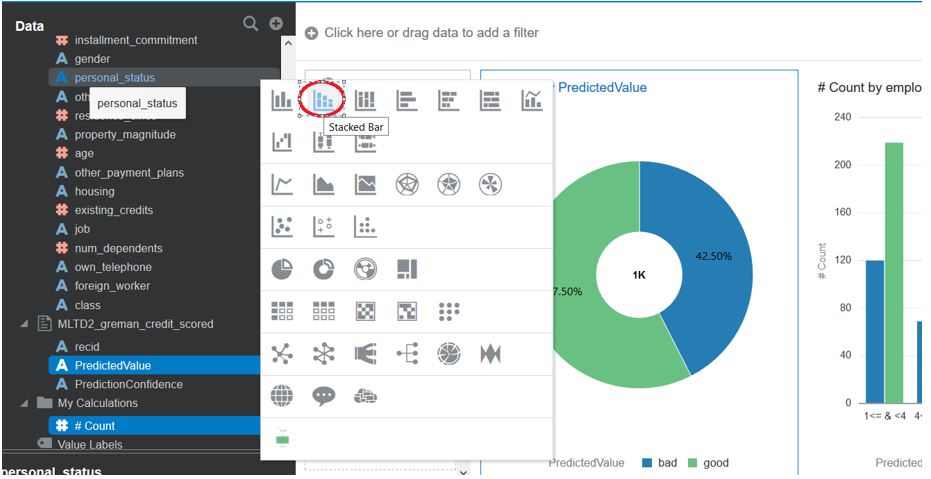 Data
installment_commitment
gender
personal_status
personal_status
property_magnitude
age
other_payment_plans
housing
existing_credits
job
num_dependents
own_telephone
foreign_worker
class
MLTD2_greman_credit_scored
recid
PredictedValue
PredictionConfidence
My Calculations
# Count
Value Labels
personal_status
Click here or drag data to add a filter
Stacked Bar
PredictedValue
42.50%
1K
7.50%
PredictedValue bad good
# Count by emplo
240
200
160
120
80
40
0
# Count
1<= & <4 4<
Predicted